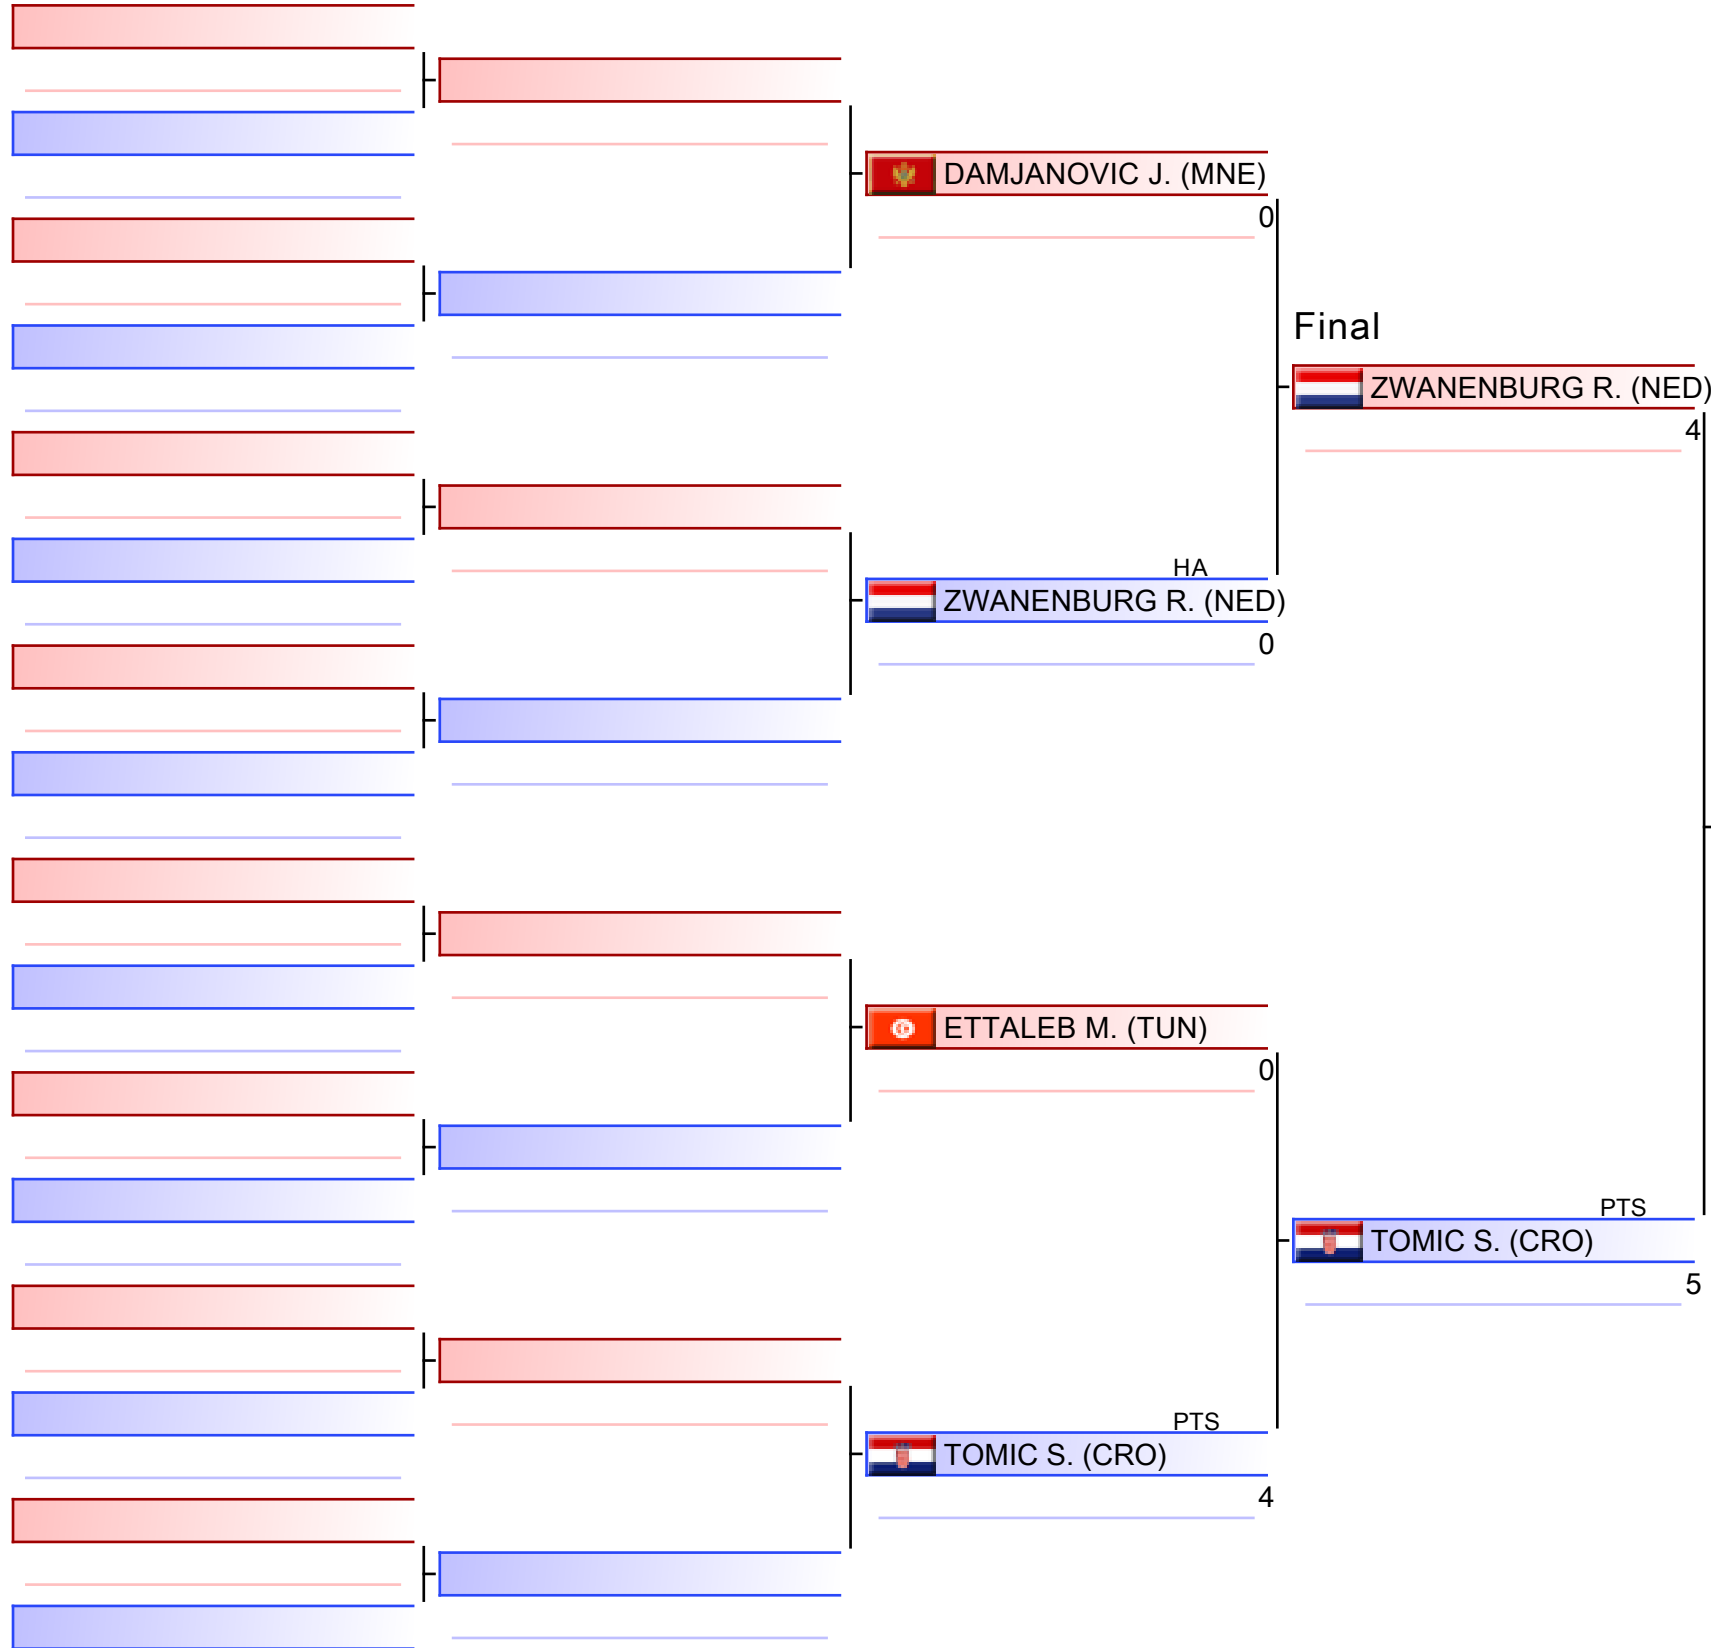 DAMJANOVIC J. (MNE)
0
Final
ZWANENBURG R. (NED)
4
HA
ZWANENBURG R. (NED)
0
ETTALEB M. (TUN)
0
PTS
TOMIC S. (CRO)
5
PTS
TOMIC S. (CRO)
4